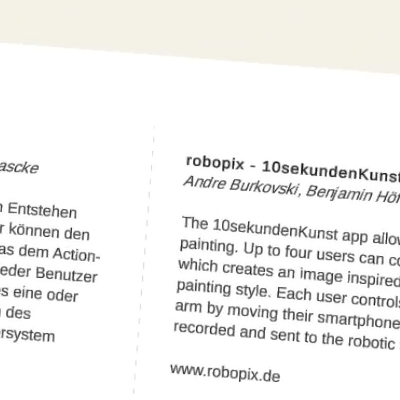 ascke
Entstehen
r können den
as dem Action-
eder Benutzer
s eine oder
des
rsystem
robopix - 10sekundenKunst
Andre Burkovski, Benjamin Höf
The 10sekundenKunst app allow
painting. Up to four users can co
which creates an image inspired
painting style. Each user controls
arm by moving their smartphone
recorded and sent to the robotic
www.robopix.de